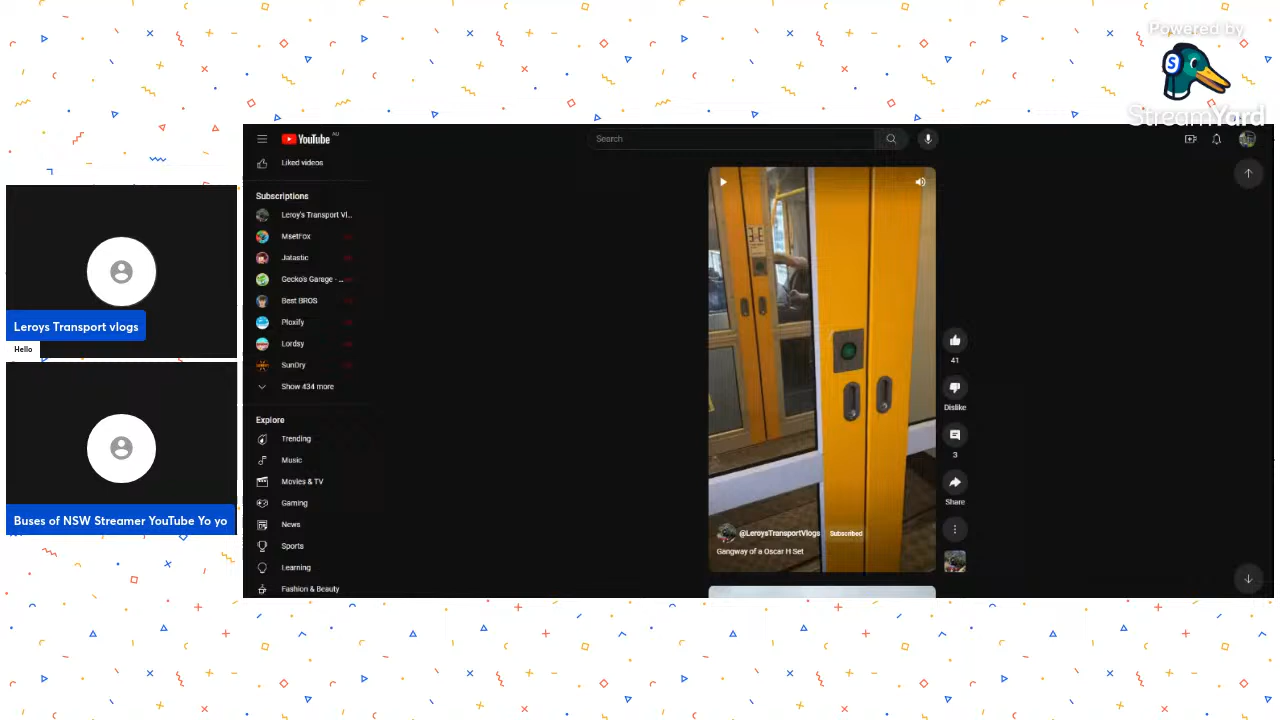 Powered by
StreamYard
YouTube AU
Search
Liked videos
Subscriptions
Leroy's Transport Vl...
MsetFox
Jatastic
Gecko's Garage - ...
Best BROS
Ploxify
Lordsy
SunDry
Show 434 more
Explore
Trending
Music
Movies & TV
Gaming
News
Sports
Learning
Fashion & Beauty
41
Dislike
3
Share
@LeroysTransportVlogs Subscribed
Gangway of a Oscar H Set
Leroys Transport vlogs
Hello
Buses of NSW Streamer YouTube Yo yo